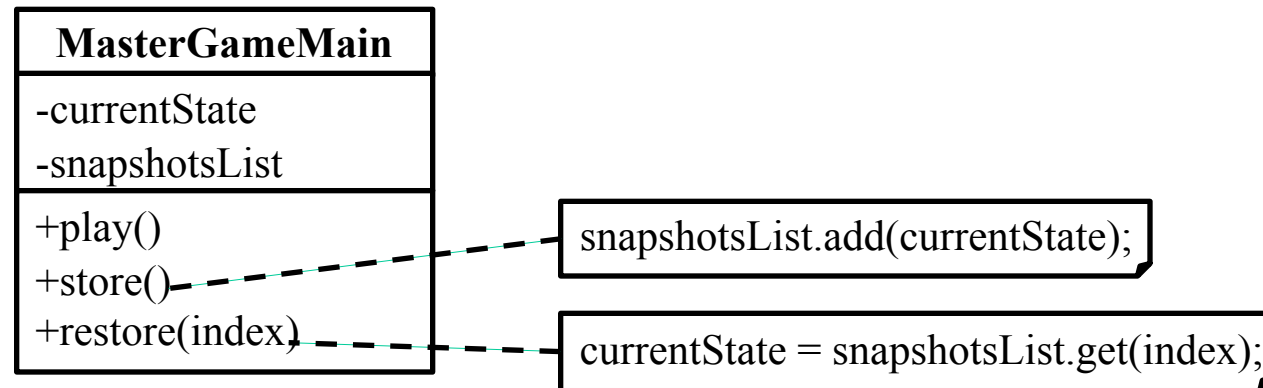 MasterGameMain
-currentState
-snapshotsList
+play()
+store()
+restore(index)
snapshotsList.add(currentState);
currentState = snapshotsList.get(index);